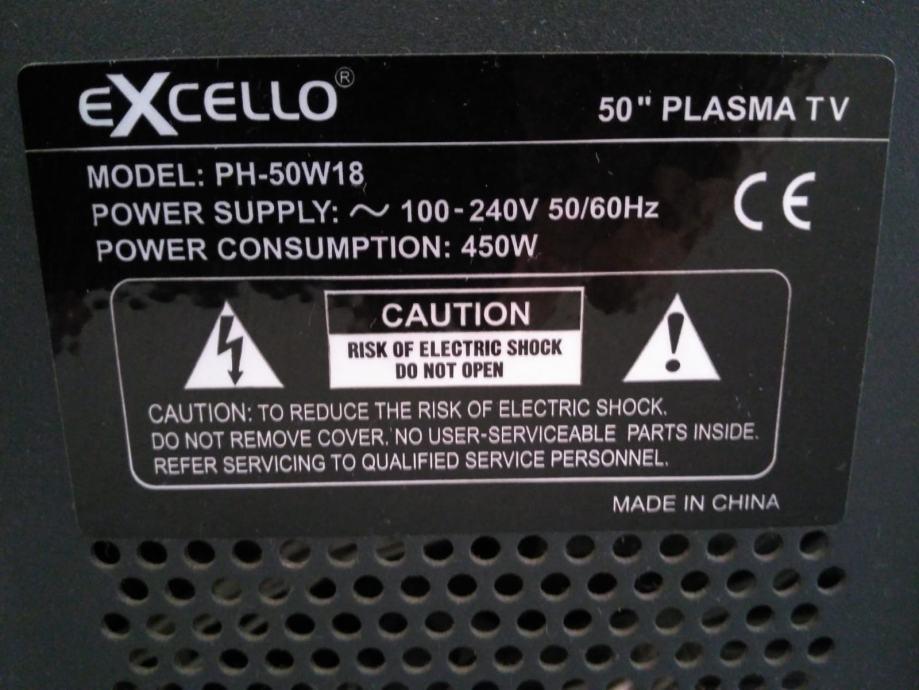 eXCELLO®
50" PLASMA TV
MODEL: PH-50W18
POWER SUPPLY: ～ 100-240V 50/60Hz
POWER CONSUMPTION: 450W
CE
CAUTION
RISK OF ELECTRIC SHOCK
DO NOT OPEN
CAUTION: TO REDUCE THE RISK OF ELECTRIC SHOCK.
DO NOT REMOVE COVER. NO USER-SERVICEABLE PARTS INSIDE.
REFER SERVICING TO QUALIFIED SERVICE PERSONNEL.
MADE IN CHINA